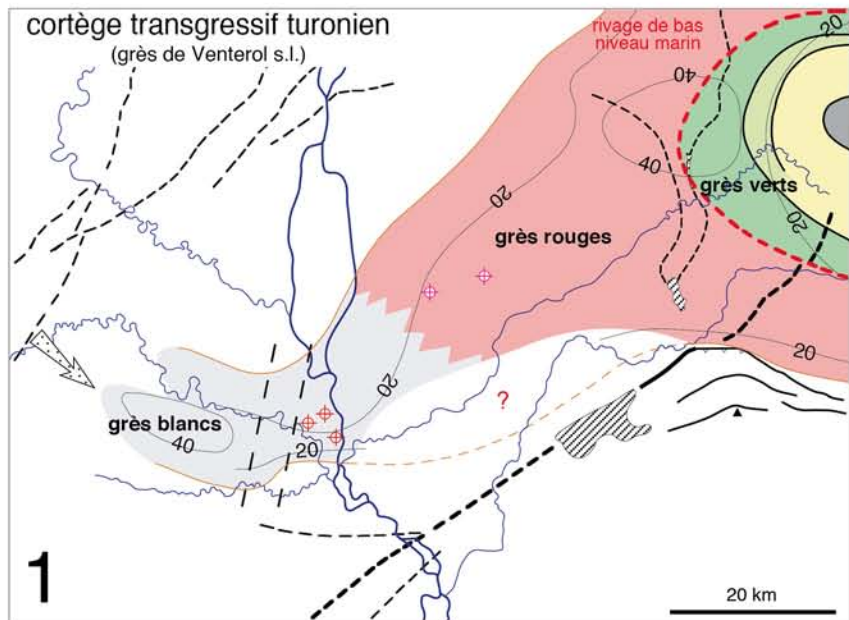 cortège transgressif turonien
(grès de Venterol s.l.)
rivage de bas
niveau marin
20
40
40
20
grès verts
20
grès rouges
20
20
?
grès blancs
40
20
1
20 km